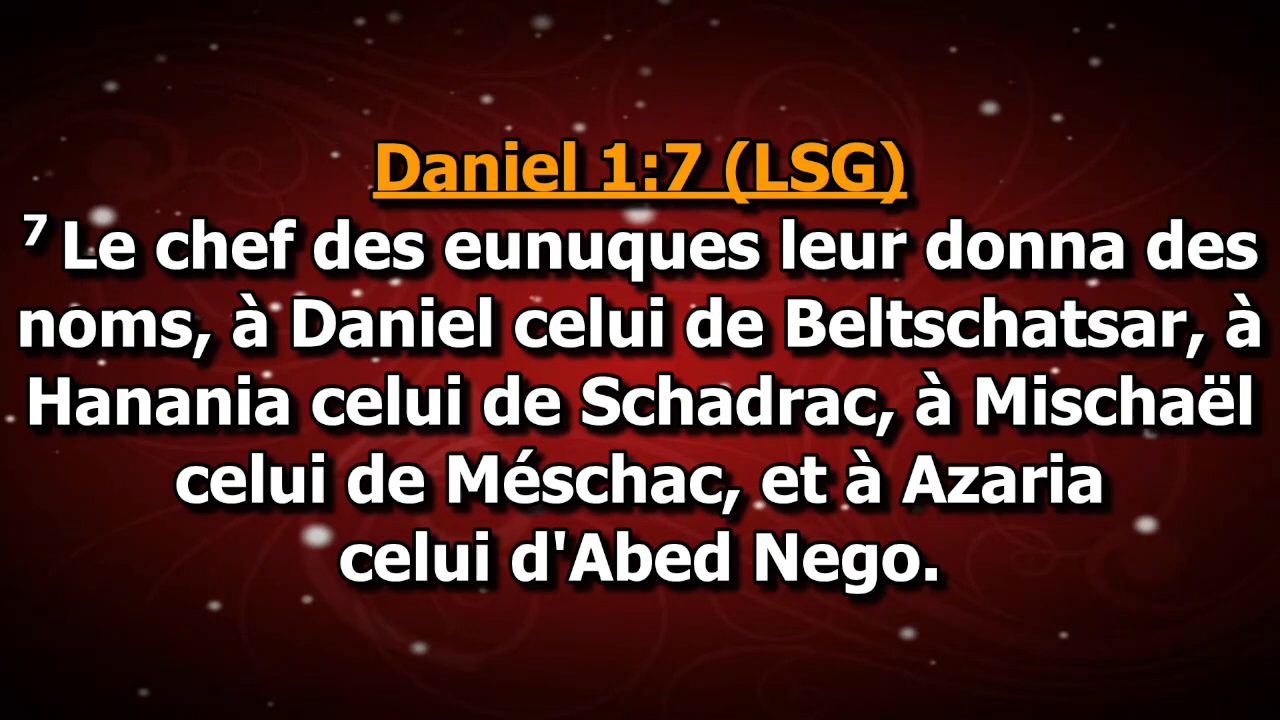 Daniel 1:7 (LSG)
7 Le chef des eunuques leur donna des
noms, à Daniel celui de Beltschatsar, à
Hanania celui de Schadrac, à Mischaël
celui de Méschac, et à Azaria
celui d'Abed Nego.